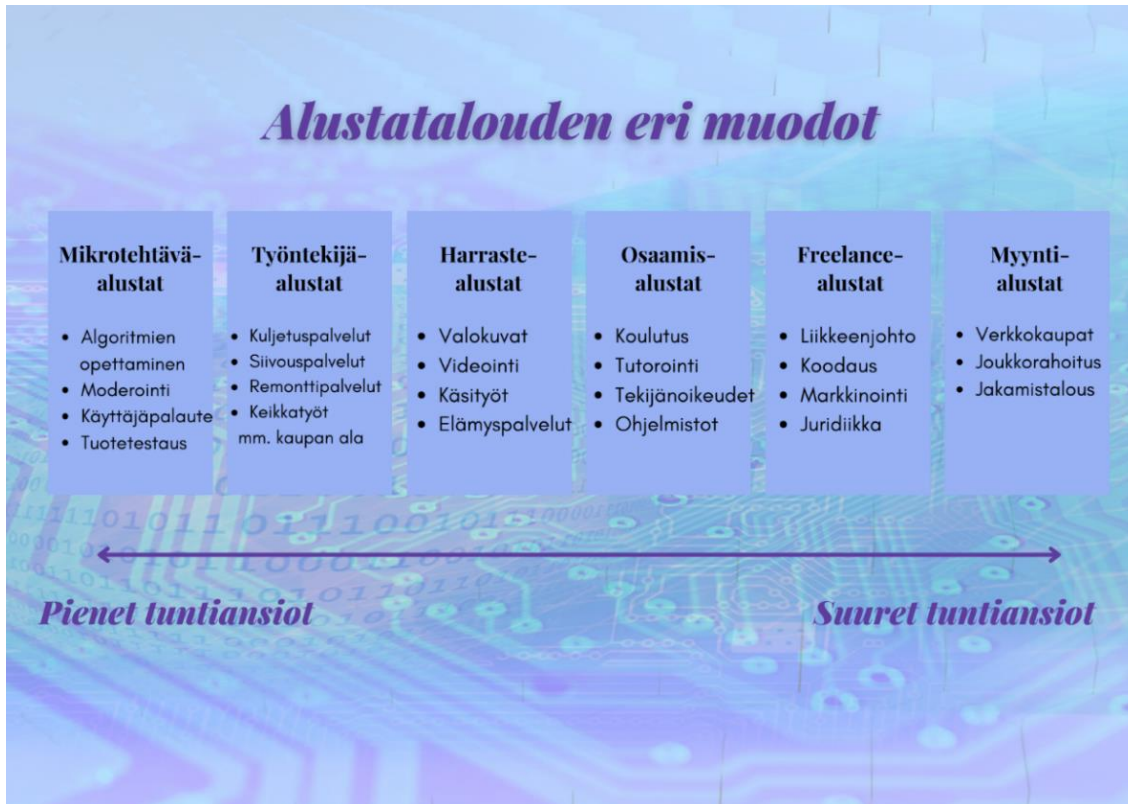 Alustatalouden eri muodot
Mikrotehtävä-
alustat
• Algoritmien
opettaminen
• Moderointi
• Käyttäjäpalaute
• Tuotetestaus
Työntekijä-
alustat
• Kuljetuspalvelut
• Siivouspalvelut
• Remonttipalvelut
• Keikkatyöt
mm. kaupan ala
Harraste-
alustat
• Valokuvat
• Videointi
• Käsityöt
• Elämyspalvelut
Osaamis-
alustat
• Koulutus
• Tutorointi
• Tekijänoikeudet
• Ohjelmistot
Freelance-
alustat
• Liikkeenjohto
• Koodaus
• Markkinointi
• Juridiikka
Myynti-
alustat
• Verkkokaupat
• Joukkorahoitus
• Jakamistalous
Pienet tuntiansiot
Suuret tuntiansiot